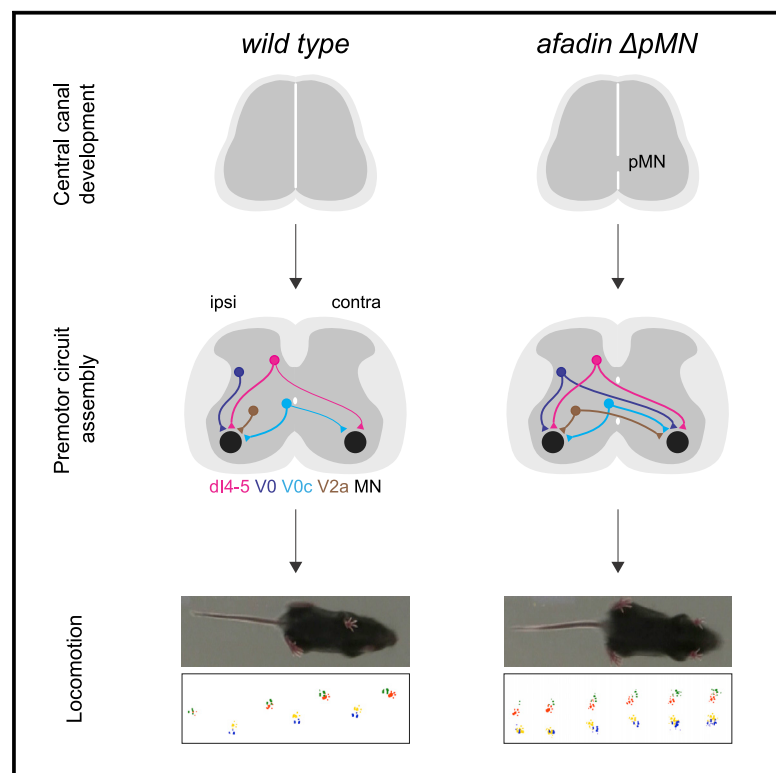 wild type
afadin ΔpMN
Central canal
development
pMN
ipsi
contra
Premotor circuit
assembly
dI4-5 V0 V0c V2a MN
Locomotion